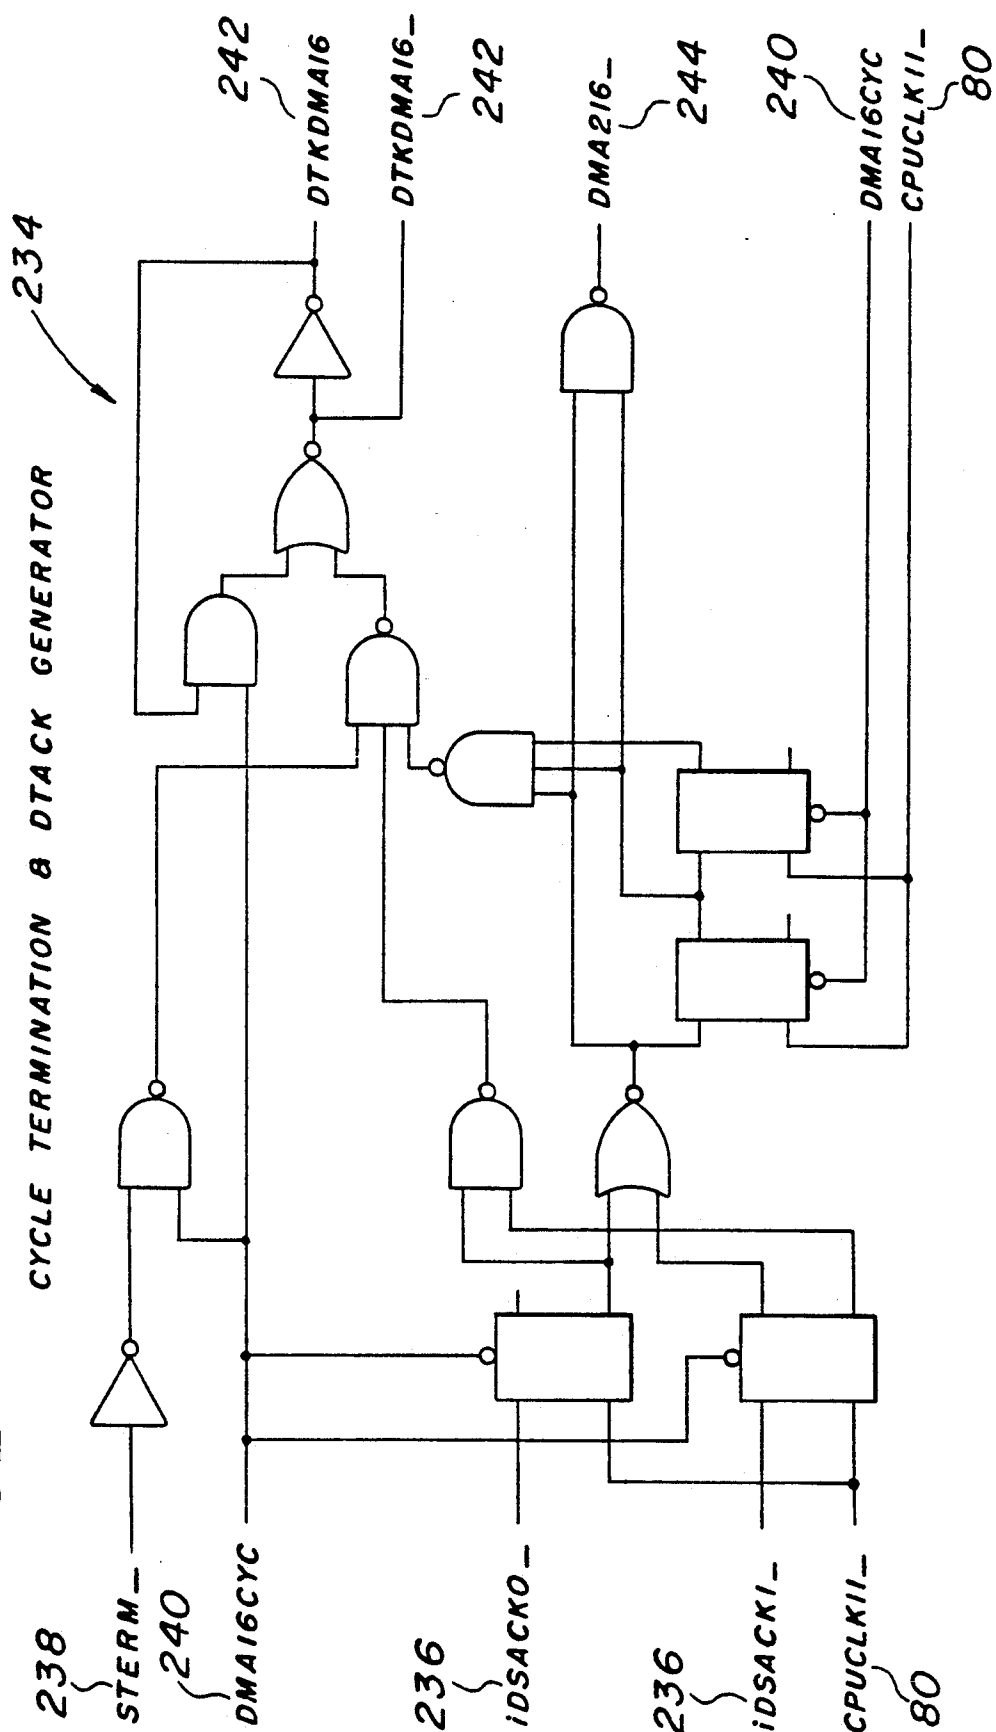 CYCLE TERMINATION & DTACK GENERATOR
234
238
STERM_
240
DMA16CYC
236
iDSACK0_
236
iDSACK1_
CPUCLK11_
80
242
DTKDMA16
DTKDMA16_
242
DMA216_
244
240
DMA16CYC
CPUCLK11_
80